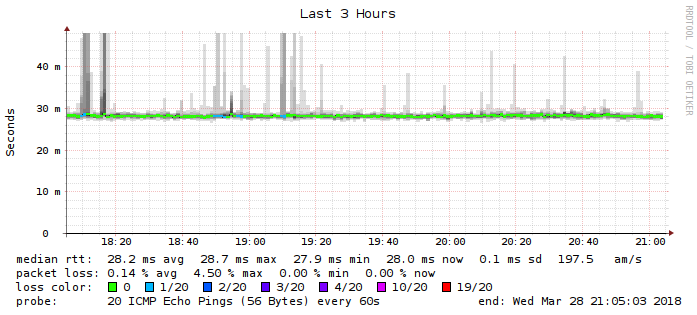 Last 3 Hours
RRDTOOL / TOBI OETIKER
Seconds
40 m
30 m
20 m
10 m
0
18:20 18:40 19:00 19:20 19:40 20:00 20:20 20:40 21:00
median rtt: 28.2 ms avg 28.7 ms max 27.9 ms min 28.0 ms now 0.1 ms sd 197.5 am/s
packet loss: 0.14 % avg 4.50 % max 0.00 % min 0.00 % now
loss color: 0 1/20 2/20 3/20 4/20 10/20 19/20
probe: 20 ICMP Echo Pings (56 Bytes) every 60s end: Wed Mar 28 21:05:03 2018